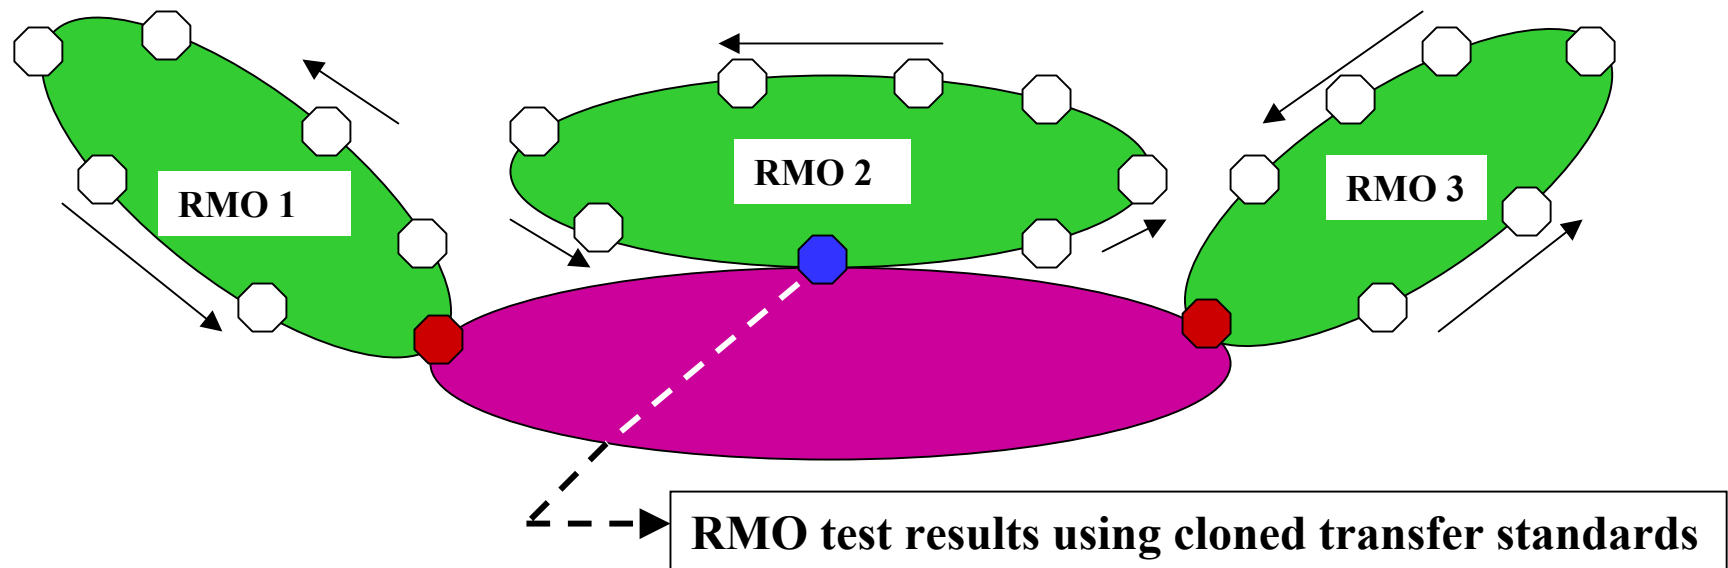 RMO 1
RMO 2
RMO 3
RMO test results using cloned transfer standards